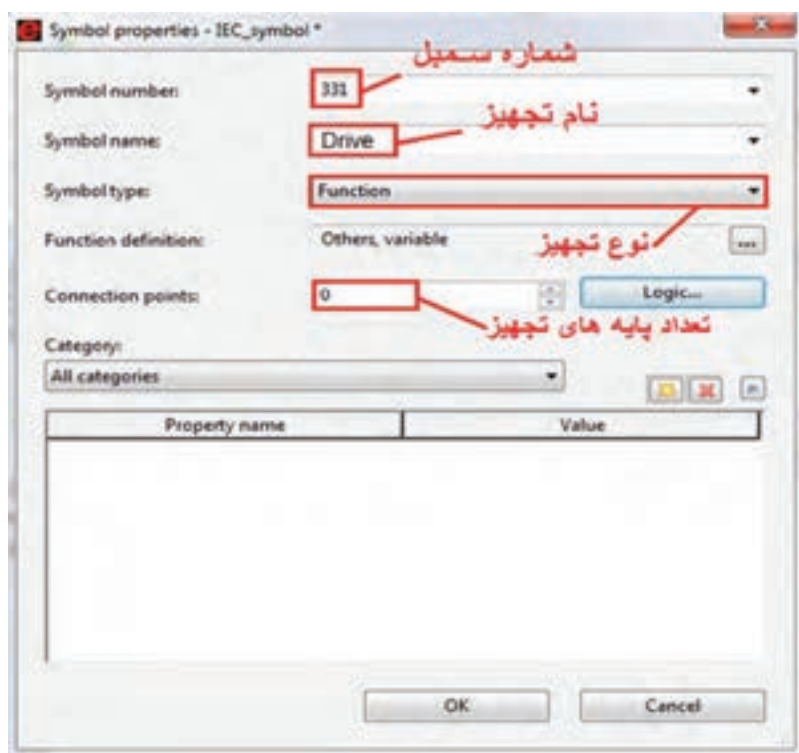 Symbol properties - IEC_symbol *
شماره سمبل
Symbol number:
331
نام تجهیز
Symbol name:
Drive
Symbol type:
Function
Function definition:
Others, variable
...
نوع تجهیز
Connection points:
0
Logic...
تعداد پایه های تجهیز
Category:
All categories
Property name
Value
OK
Cancel